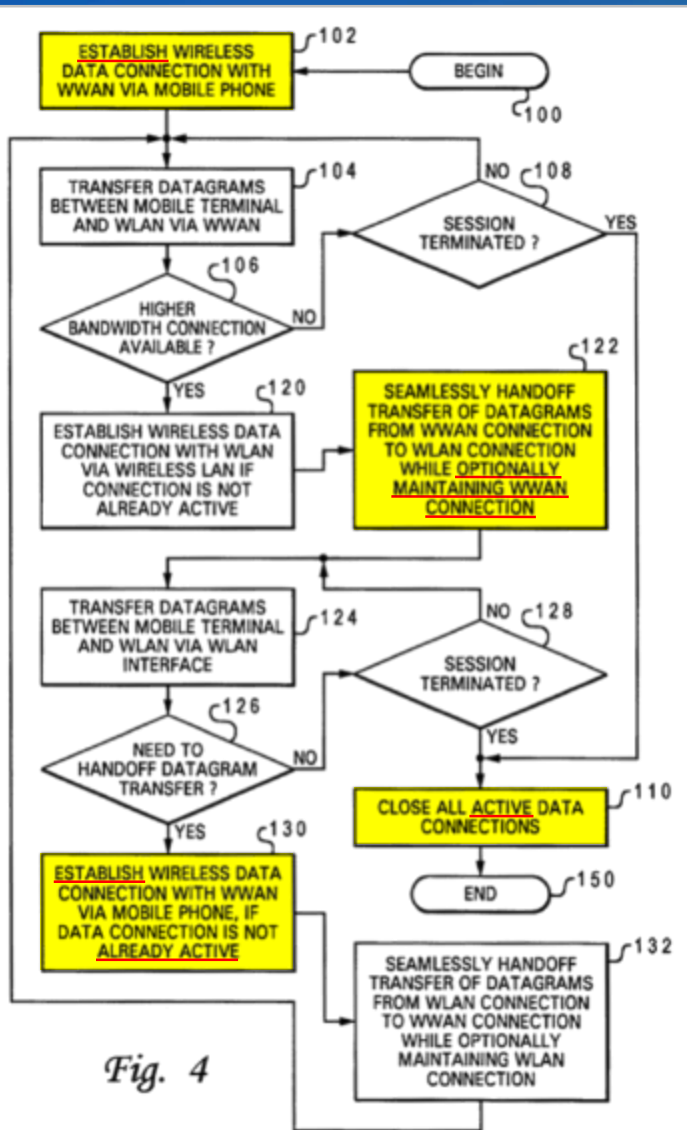 102
ESTABLISH WIRELESS
DATA CONNECTION WITH
WWAN VIA MOBILE PHONE
BEGIN
100
104
TRANSFER DATAGRAMS
BETWEEN MOBILE TERMINAL
AND WLAN VIA WWAN
NO
108
SESSION
TERMINATED ?
YES
106
HIGHER
BANDWIDTH CONNECTION
AVAILABLE ?
NO
YES
120
ESTABLISH WIRELESS DATA
CONNECTION WITH WLAN
VIA WIRELESS LAN IF
CONNECTION IS NOT
ALREADY ACTIVE
122
SEAMLESSLY HANDOFF
TRANSFER OF DATAGRAMS
FROM WWAN CONNECTION
TO WLAN CONNECTION
WHILE OPTIONALLY
MAINTAINING WWAN
CONNECTION
TRANSFER DATAGRAMS
BETWEEN MOBILE TERMINAL
AND WLAN VIA WLAN
INTERFACE
124
NO
128
SESSION
TERMINATED ?
YES
126
NEED TO
HANDOFF DATAGRAM
TRANSFER ?
NO
YES
110
CLOSE ALL ACTIVE DATA
CONNECTIONS
END
150
130
ESTABLISH WIRELESS DATA
CONNECTION WITH WWAN
VIA MOBILE PHONE, IF
DATA CONNECTION IS NOT
ALREADY ACTIVE
132
SEAMLESSLY HANDOFF
TRANSFER OF DATAGRAMS
FROM WLAN CONNECTION
TO WWAN CONNECTION
WHILE OPTIONALLY
MAINTAINING WLAN
CONNECTION
Fig. 4